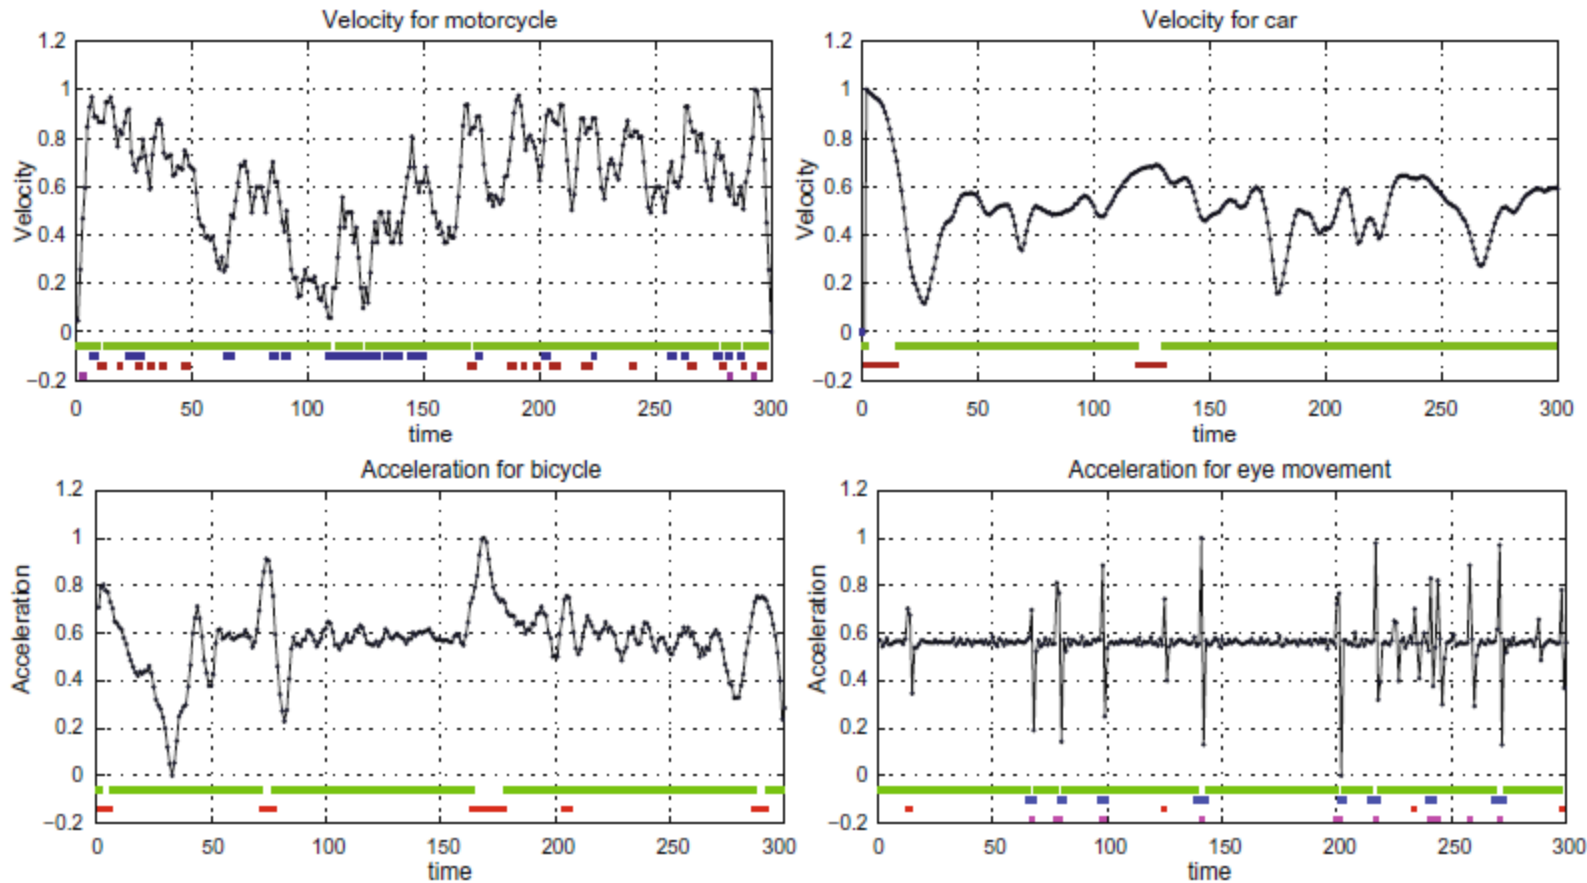 Velocity for motorcycle
1.2
1
0.8
0.6
0.4
0.2
0
−0.2
Velocity
0 50 100 150 200 250 300
time
Velocity for car
1.2
1
0.8
0.6
0.4
0.2
0
−0.2
Velocity
0 50 100 150 200 250 300
time
Acceleration for bicycle
1.2
1
0.8
0.6
0.4
0.2
0
−0.2
Acceleration
0 50 100 150 200 250 300
time
Acceleration for eye movement
1.2
1
0.8
0.6
0.4
0.2
0
−0.2
Acceleration
0 50 100 150 200 250 300
time